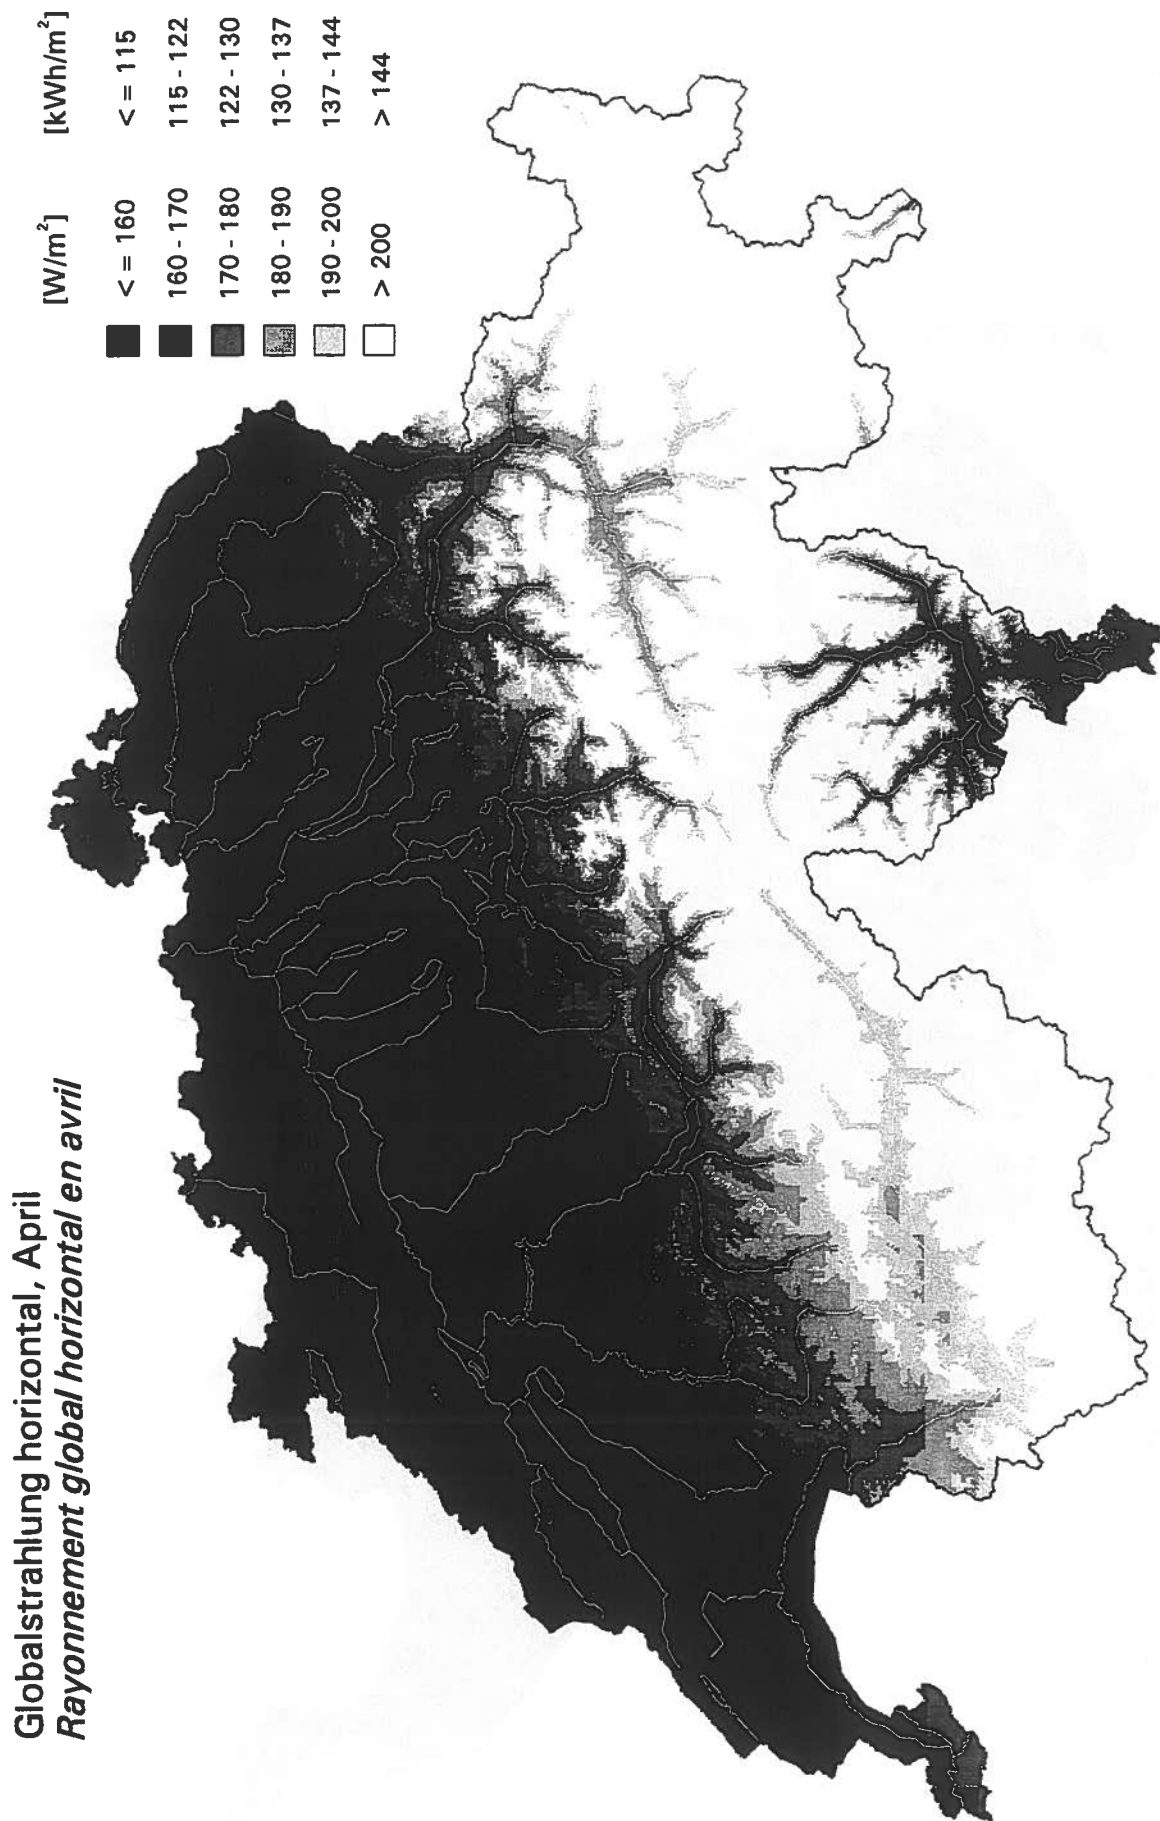 Globalstrahlung horizontal, April
Rayonnement global horizontal en avril
[W/m²] [kWh/m²]
< = 160 < = 115
160 - 170 115 - 122
170 - 180 122 - 130
180 - 190 130 - 137
190 - 200 137 - 144
> 200 > 144